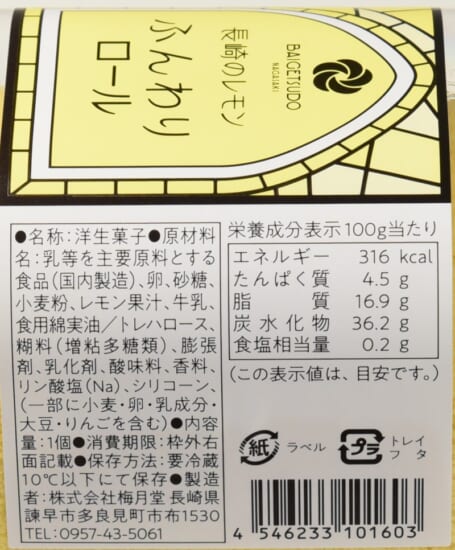 BAIGETSUDO
NAGASAKI
長崎のレモン
ふんわり
ロール
●名称:洋生菓子●原材料
名:乳等を主要原料とする
食品(国内製造)、卵、砂糖、
小麦粉、レモン果汁、牛乳、
食用綿実油/トレハロース、
糊料(増粘多糖類)、膨張
剤、乳化剤、酸味料、香料、
リン酸塩(Na)、シリコーン、
(一部に小麦・卵・乳成分・
大豆・りんごを含む)●内容
量:1個●消費期限:枠外右
面記載●保存方法:要冷蔵
10℃以下にて保存●製造
者:株式会社梅月堂 長崎県
諫早市多良見町市布1530
TEL:0957-43-5061
栄養成分表示 100g当たり
エネルギー 316 kcal
たんぱく質 4.5 g
脂質 16.9 g
炭水化物 36.2 g
食塩相当量 0.2 g
(この表示値は、目安です。)
紙 ラベル
プラ トレイ
フタ
4 546233 101603